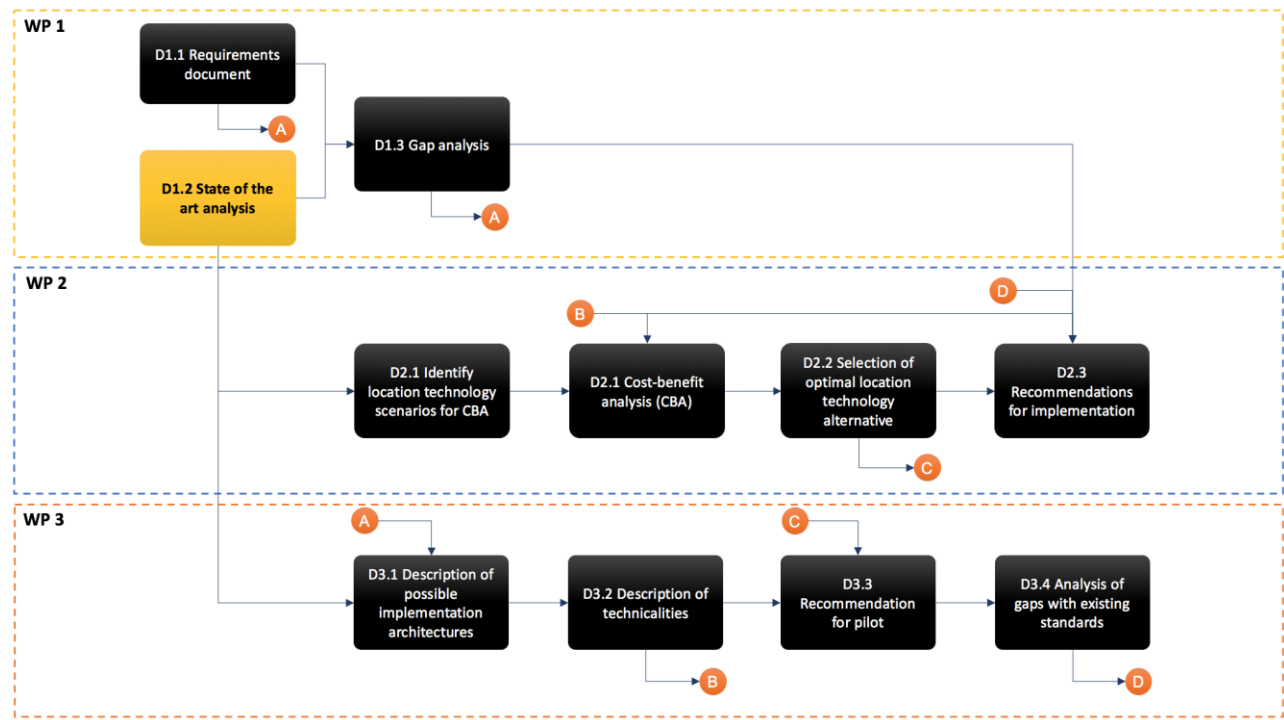 WP 1
D1.1 Requirements
document
A
D1.2 State of the
art analysis
D1.3 Gap analysis
A
WP 2
D
B
D2.1 Identify
location technology
scenarios for CBA
D2.1 Cost-benefit
analysis (CBA)
D2.2 Selection of
optimal location
technology
alternative
D2.3
Recommendations
for implementation
C
WP 3
A
C
D3.1 Description of
possible
implementation
architectures
D3.2 Description of
technicalities
D3.3
Recommendation
for pilot
D3.4 Analysis of
gaps with existing
standards
B
D